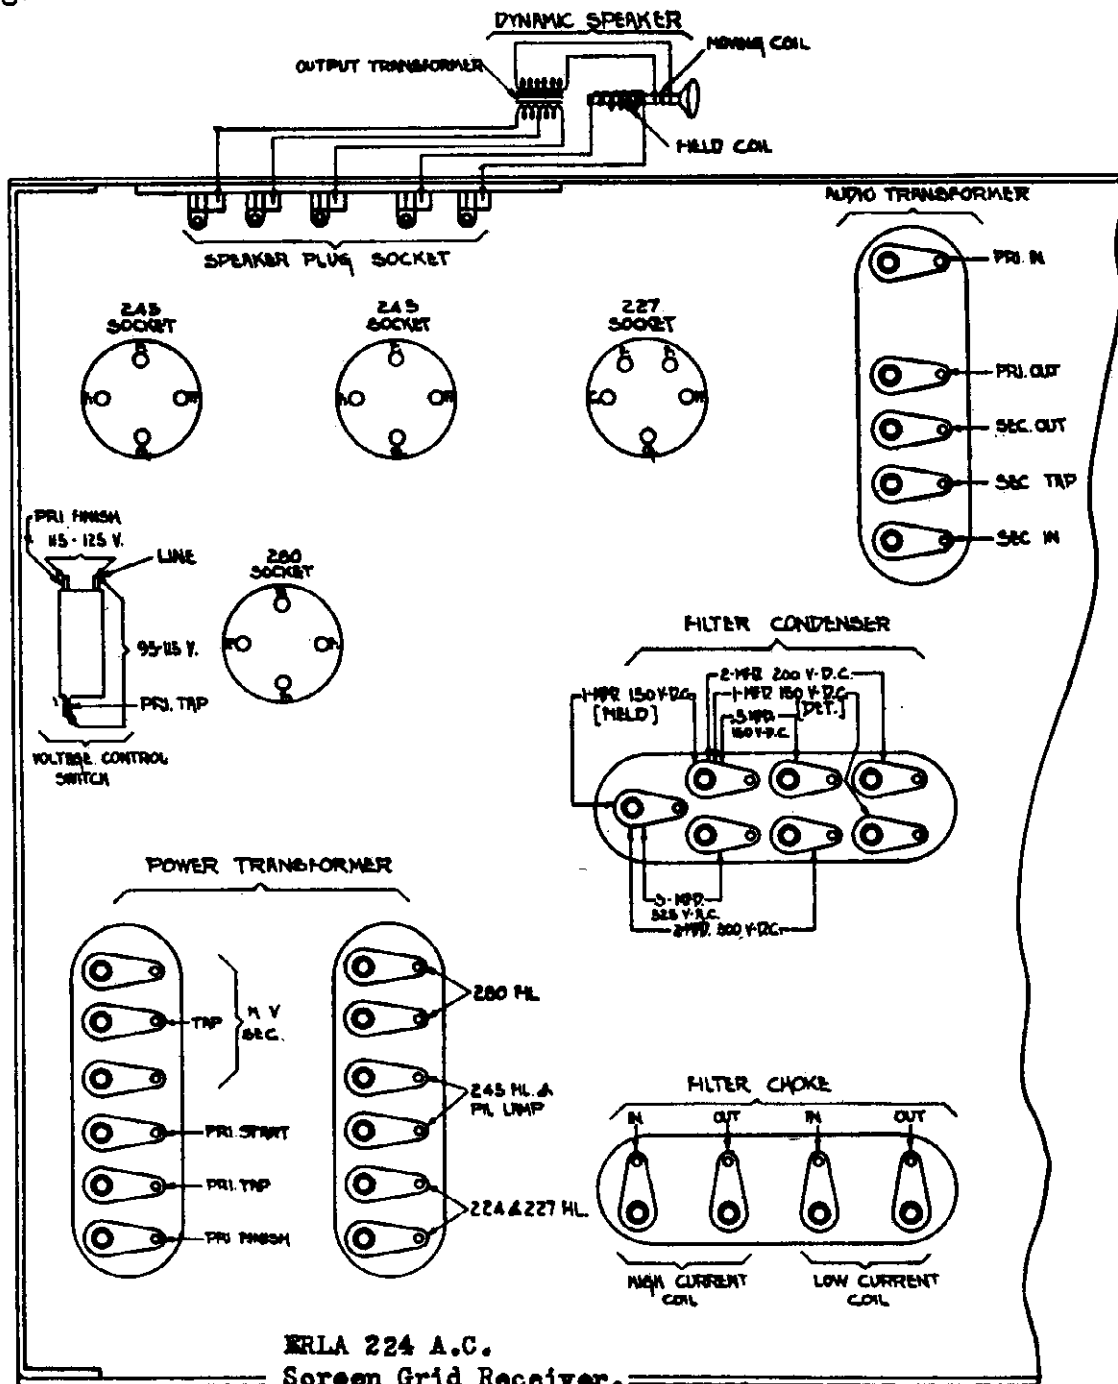 DYNAMIC SPEAKER
MOVING COIL
OUTPUT TRANSFORMER
FIELD COIL
AUDIO TRANSFORMER
SPEAKER PLUG SOCKET
PRI. IN
245
SOCKET
245
SOCKET
227
SOCKET
PRI. OUT
SEC. OUT
SEC TAP
SEC IN
PRI FINISH
115-125 V.
LINE
280
SOCKET
95-115 V.
PRI. TAP
VOLTAGE CONTROL
SWITCH
FILTER CONDENSER
2-MFD 200 V-D.C.
1-MFD 150 V-D.C.
[FIELD]
1-MFD 150 V-D.C.
[DET.]
.5 MFD.
150 V-D.C.
POWER TRANSFORMER
325 V-A.C.
2-MFD. 300 V-D.C.
TAP
H V
SEC.
280 FIL.
245 FIL. &
PIL LAMP
PRI. START
PRI. TAP
PRI FINISH
224 & 227 FIL.
FILTER CHOKE
IN
OUT
IN
OUT
HIGH CURRENT
COIL
LOW CURRENT
COIL
ERLA 224 A.C.
Screen Grid Receiver.